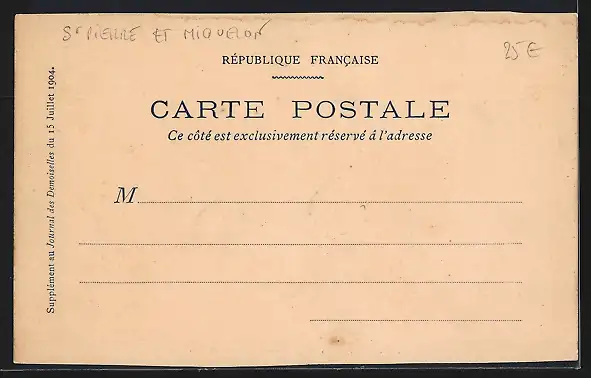 St PIERRE ET MIQUELON
25€
RÉPUBLIQUE FRANÇAISE
CARTE POSTALE
Ce côté est exclusivement réservé á l'adresse
M
Supplément au Journal des Demoiselles du 15 Juillet 1904.